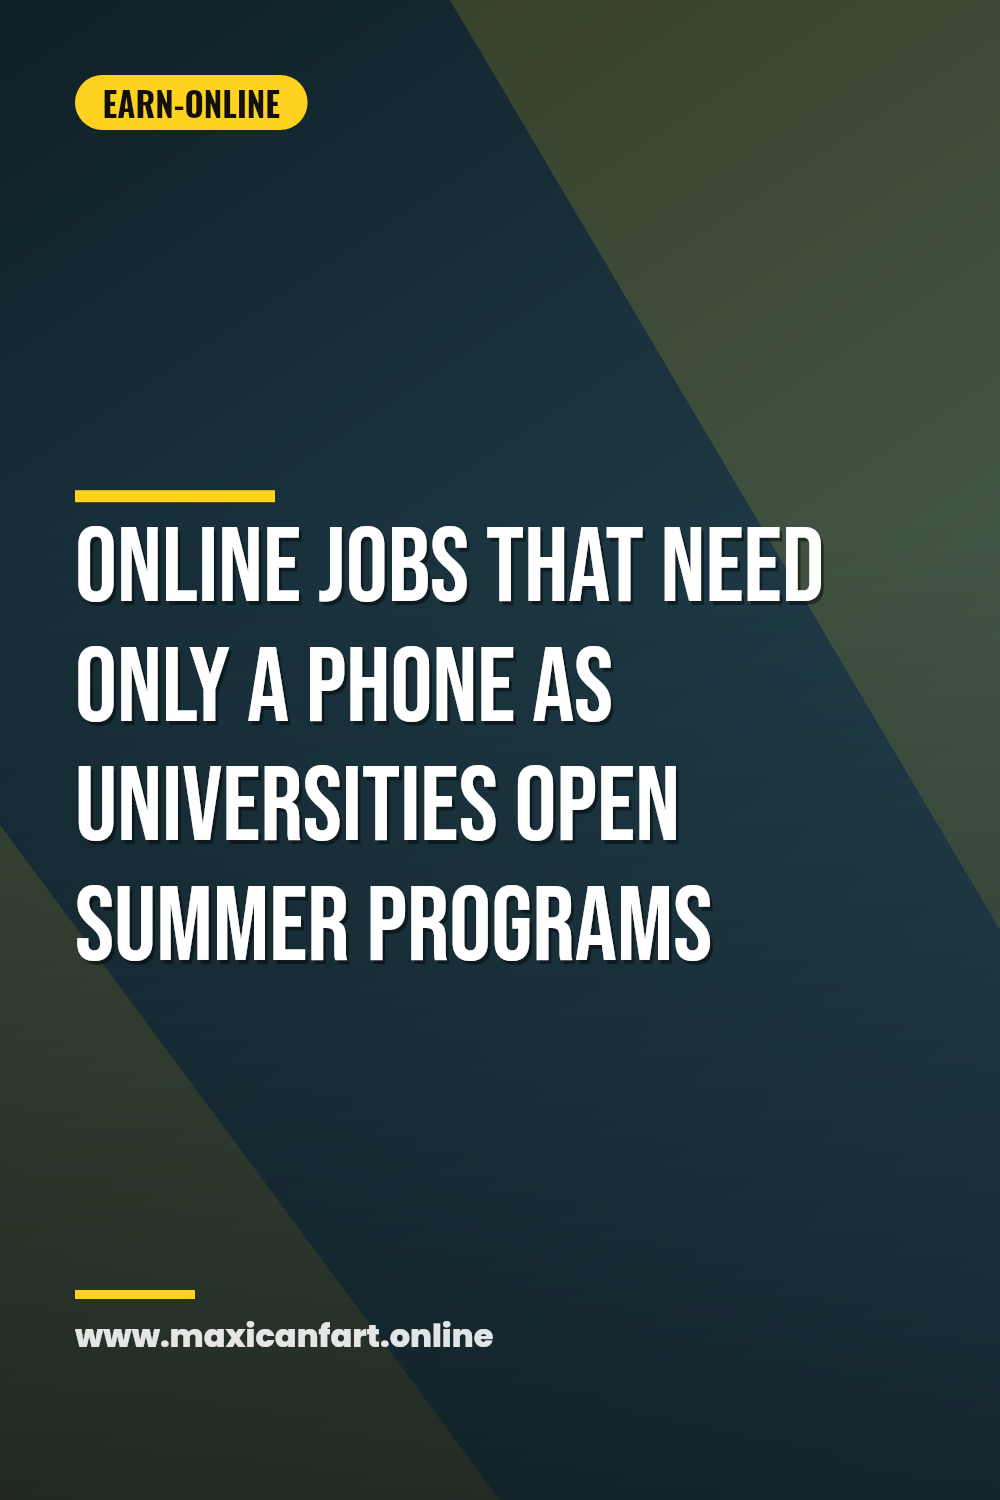 EARN-ONLINE
ONLINE JOBS THAT NEED
ONLY A PHONE AS
UNIVERSITIES OPEN
SUMMER PROGRAMS
www.maxicanfart.online